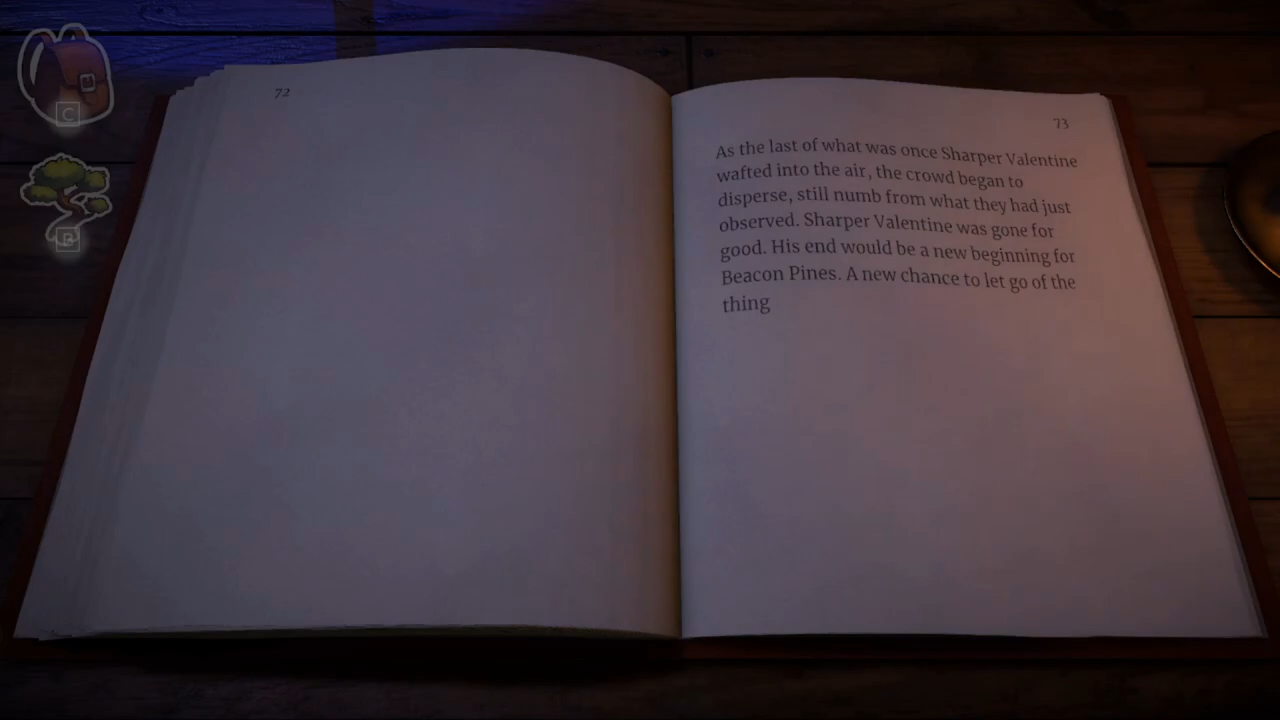 C
B
72
73
As the last of what was once Sharper Valentine
wafted into the air, the crowd began to
disperse, still numb from what they had just
observed. Sharper Valentine was gone for
good. His end would be a new beginning for
Beacon Pines. A new chance to let go of the
thing